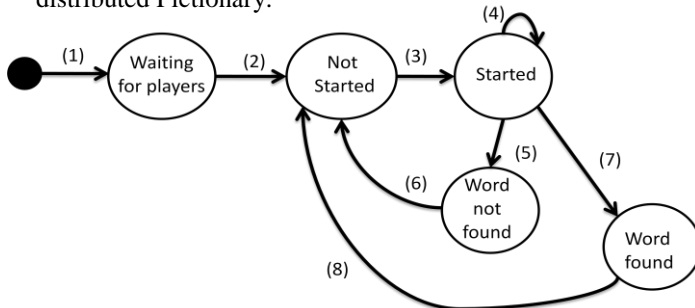 distributed Pictionary.
(1)
Waiting
for players
(2)
Not
Started
(3)
Started
(4)
(5)
(6)
Word
not
found
(7)
Word
found
(8)